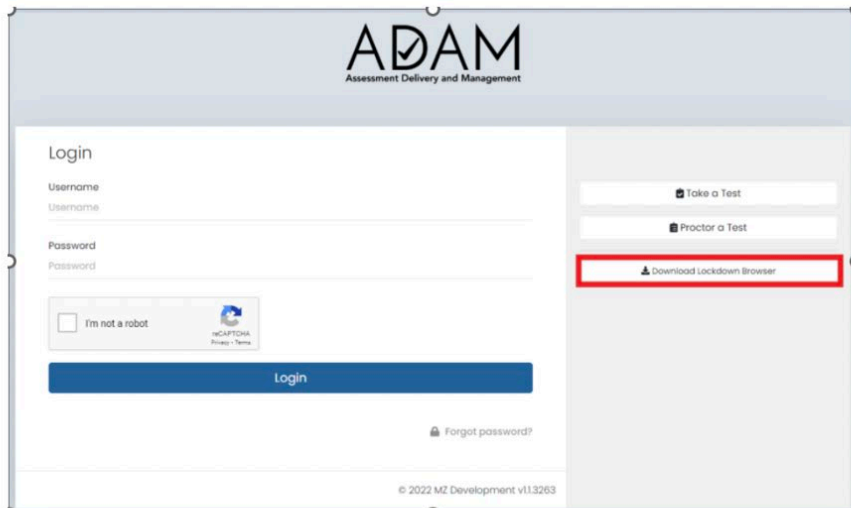 ADAM
Assessment Delivery and Management
Login
Username
Username
Password
Password
I'm not a robot
reCAPTCHA
Privacy - Terms
Login
Forgot password?
© 2022 MZ Development v1.1.3263
Take a Test
Proctor a Test
Download Lockdown Browser